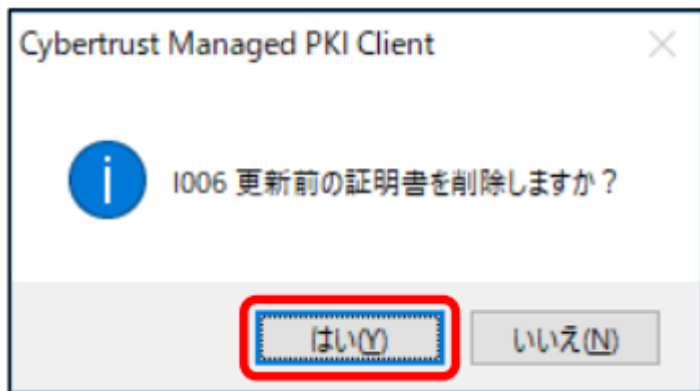 Cybertrust Managed PKI Client
I006 更新前の証明書を削除しますか？
はい(Y)
いいえ(N)